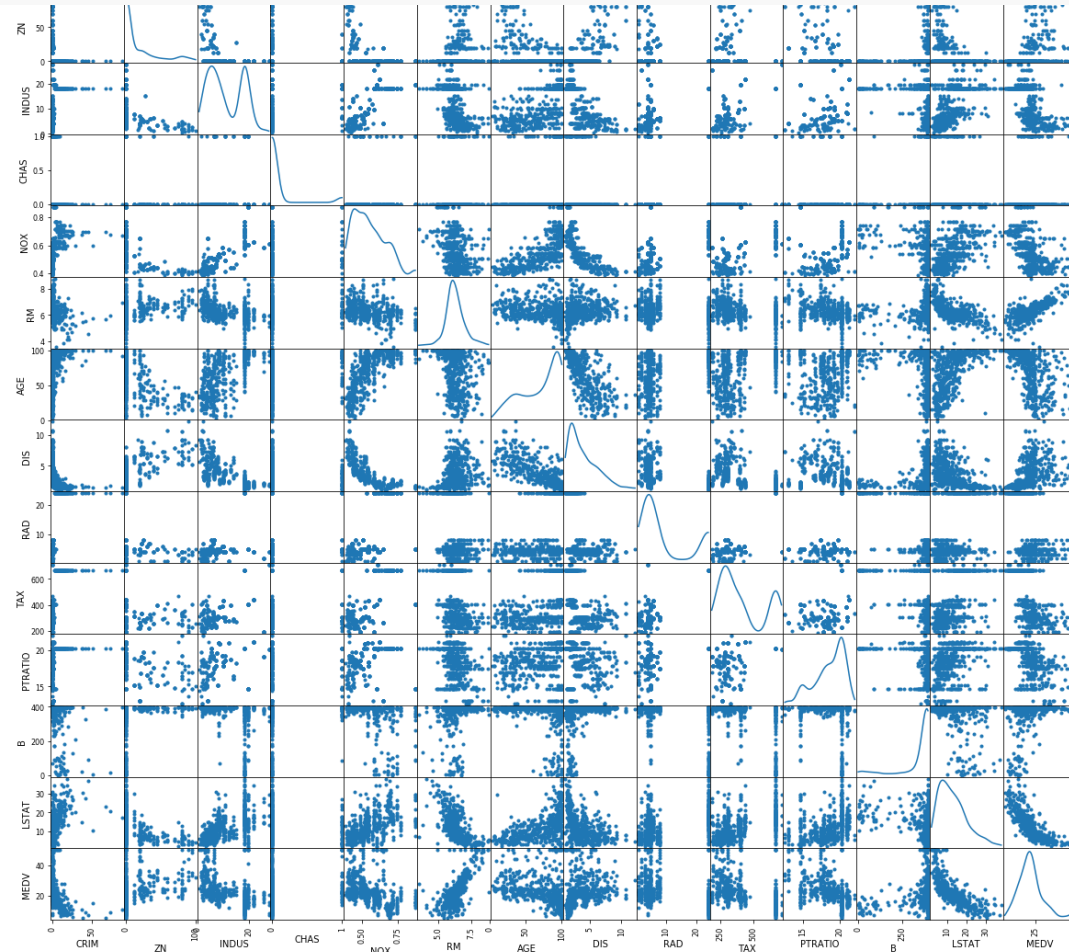 ZN
50
0
INDUS
20
10
0
CHAS
1.0
0.5
0.0
NOX
0.8
0.6
0.4
RM
8
6
4
AGE
100
50
0
DIS
10
5
RAD
20
10
TAX
600
400
200
PTRATIO
20
15
B
400
200
0
LSTAT
30
20
10
MEDV
40
20
0 50 0 100 0 20 0 1 0.50 0.75 5.0 7.5 0 100 5 10 10 20 250 500 15 20 0 250 10 20 30 25
CRIM ZN INDUS CHAS NOX RM AGE DIS RAD TAX PTRATIO B LSTAT MEDV